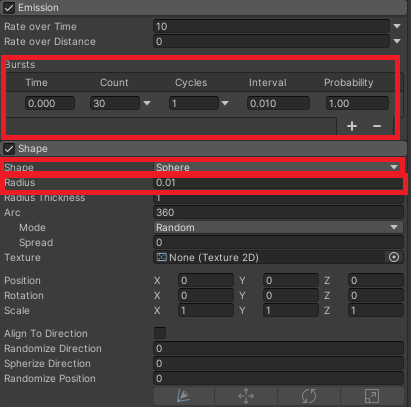 Emission
Rate over Time 10
Rate over Distance 0
Bursts
Time Count Cycles Interval Probability
0.000 30 1 0.010 1.00
Shape
Shape Sphere
Radius 0.01
Radius Thickness 1
Arc 360
Mode Random
Spread 0
Texture None (Texture 2D)
Position X 0 Y 0 Z 0
Rotation X 0 Y 0 Z 0
Scale X 1 Y 1 Z 1
Align To Direction
Randomize Direction 0
Spherize Direction 0
Randomize Position 0